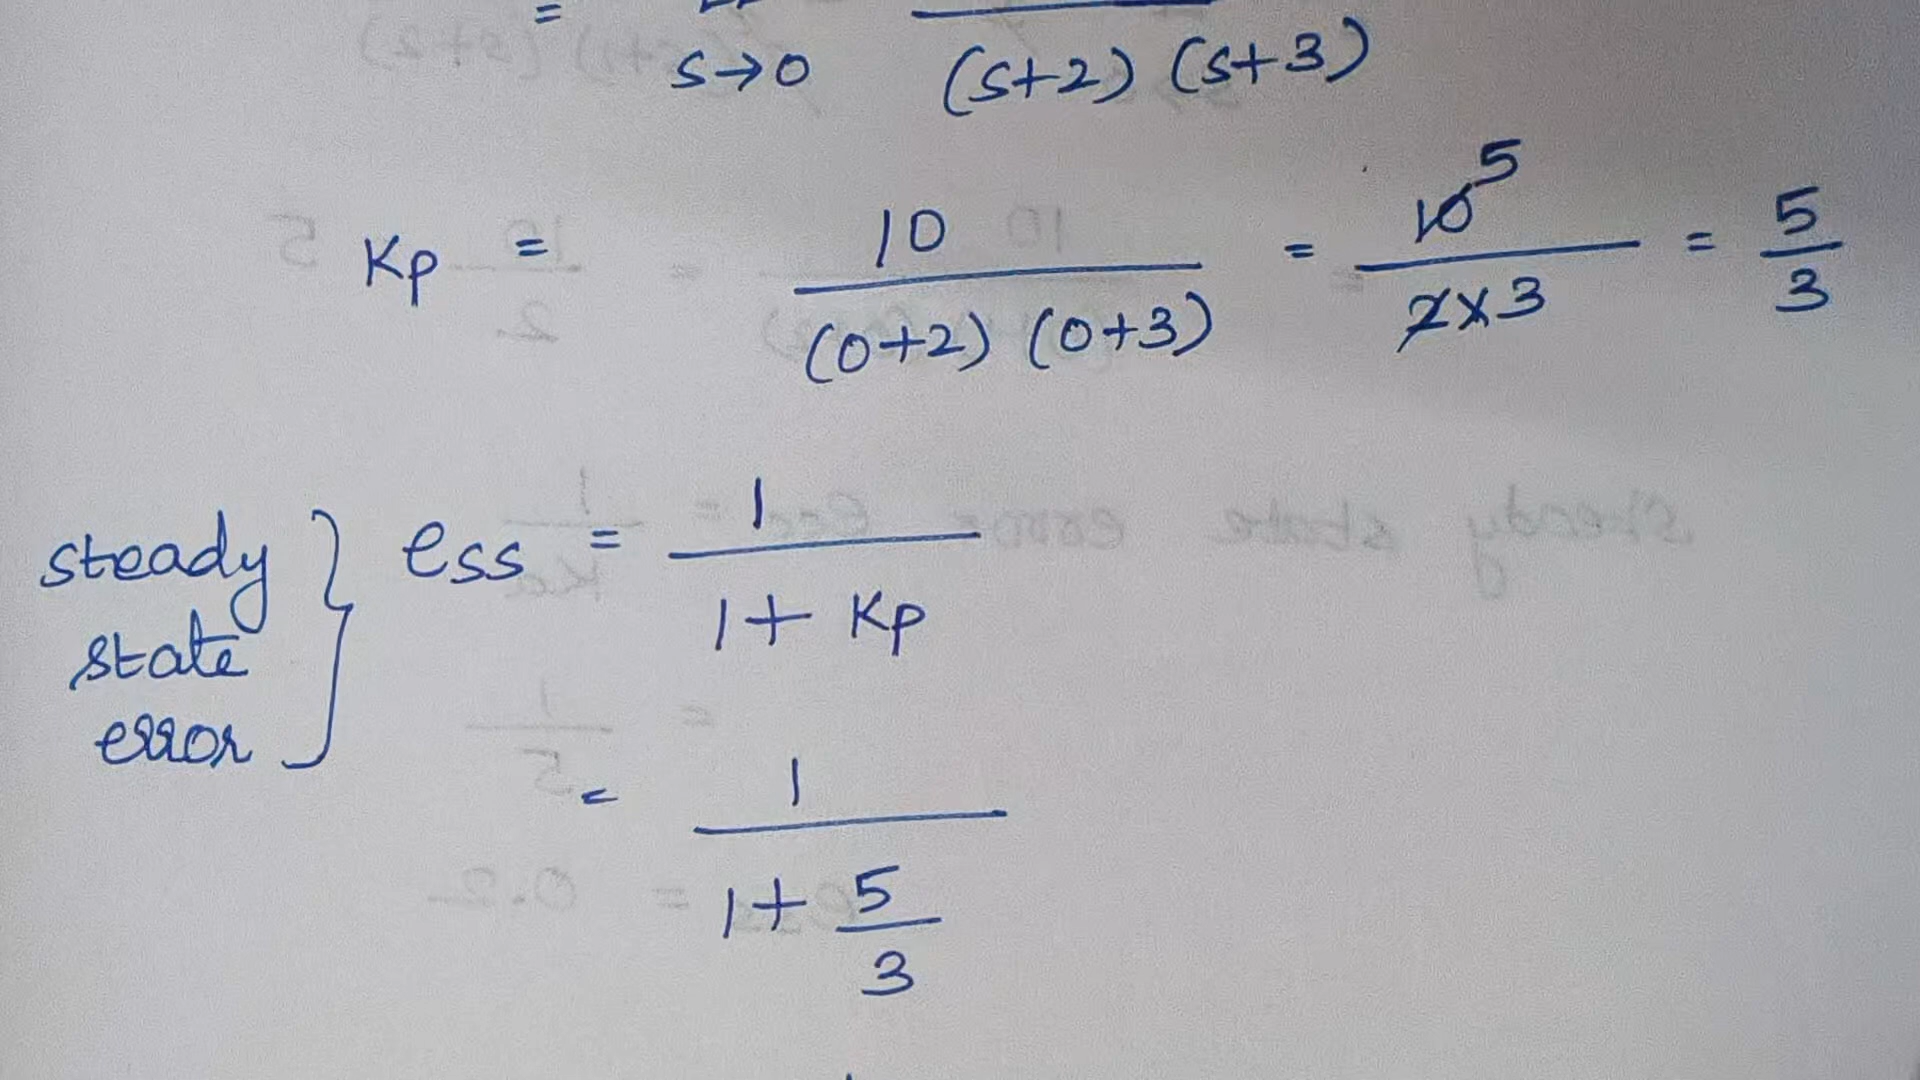 =
s→0 (s+2) (s+3)
Kp = 10 / (0+2) (0+3) = 10 5 / 2×3 = 5/3
steady state error } ess = 1 / 1+ Kp
= 1 / 1+ 5/3